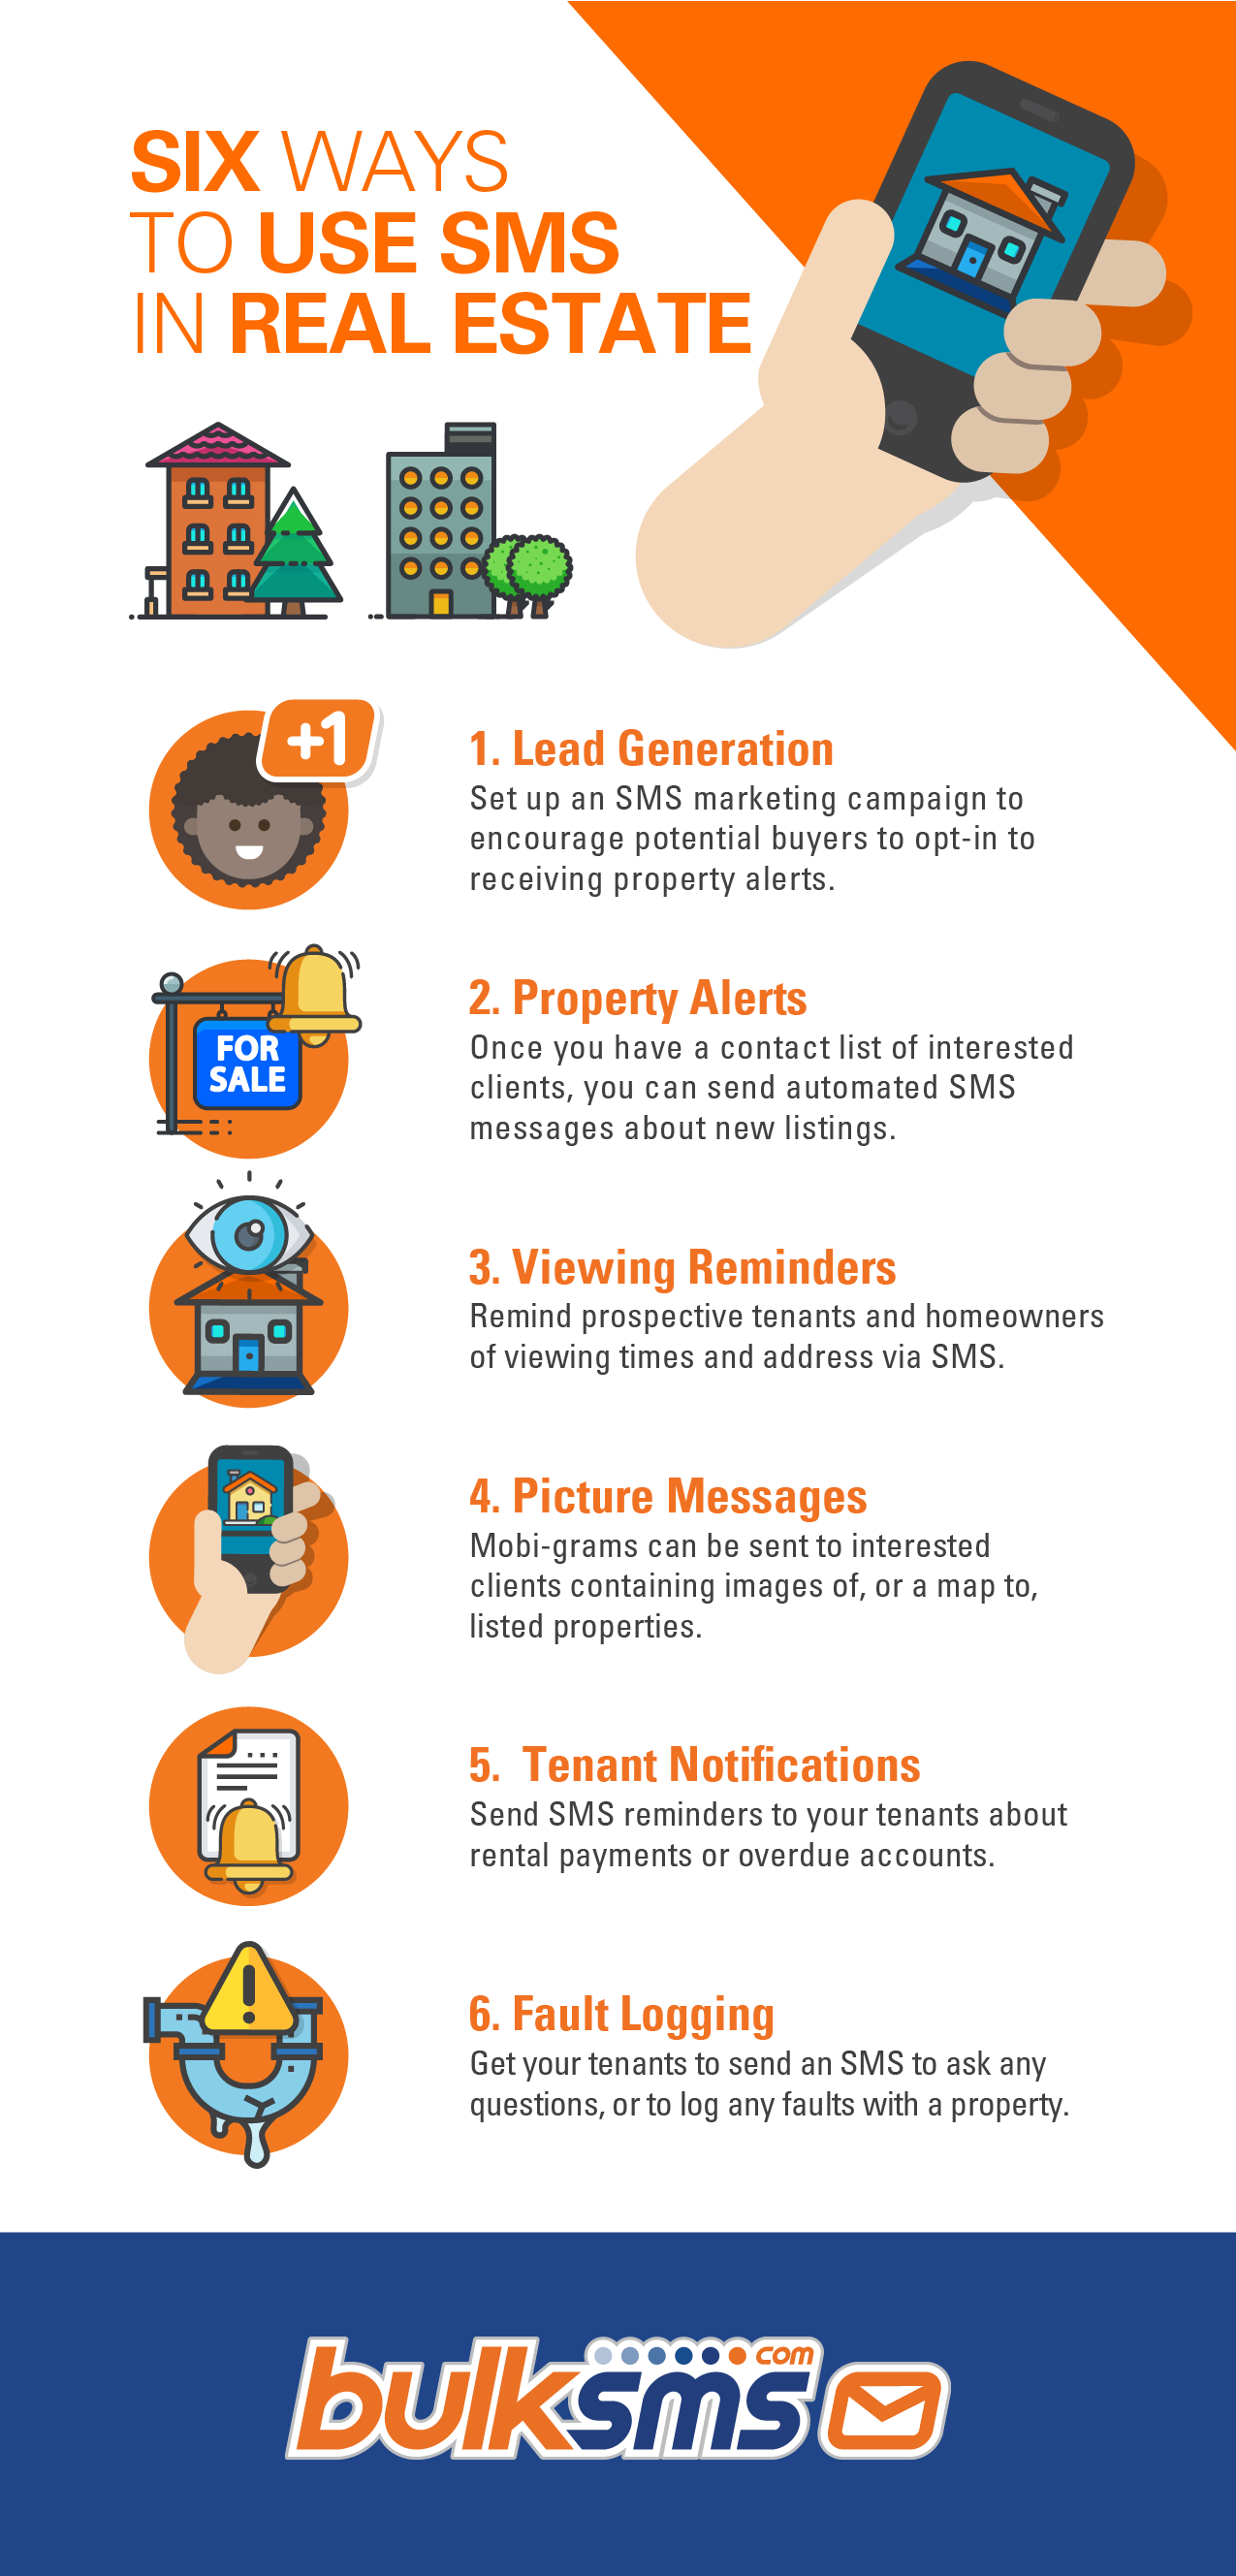 SIX WAYS
TO USE SMS
IN REAL ESTATE
+1
1. Lead Generation
Set up an SMS marketing campaign to
encourage potential buyers to opt-in to
receiving property alerts.
FOR
SALE
2. Property Alerts
Once you have a contact list of interested
clients, you can send automated SMS
messages about new listings.
3. Viewing Reminders
Remind prospective tenants and homeowners
of viewing times and address via SMS.
4. Picture Messages
Mobi-grams can be sent to interested
clients containing images of, or a map to,
listed properties.
5.  Tenant Notifications
Send SMS reminders to your tenants about
rental payments or overdue accounts.
6. Fault Logging
Get your tenants to send an SMS to ask any
questions, or to log any faults with a property.
bulksms.com